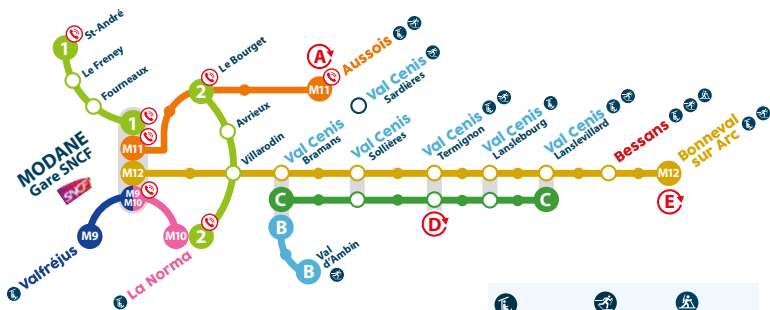 St-André
1
Le Freney
Fourneaux
1
M11
M12
M9
M10
MODANE
Gare SNCF
SNCF
M9
Valfréjus
M10
La Norma
2
Le Bourget
Avrieux
Villarodin
2
A
M11
Aussois
Val Cenis
Sardières
Val Cenis
Bramans
Val Cenis
Sollières
Val Cenis
Termignon
Val Cenis
Lanslebourg
Val Cenis
Lanslevillard
Bessans
Bonneval
sur Arc
M12
E
C
C
D
B
B
Val
d'Ambin